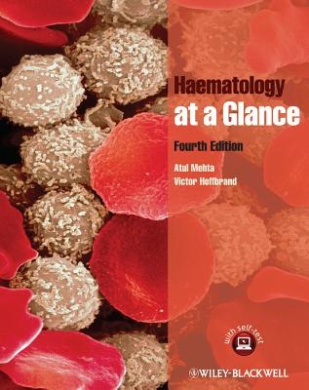 Haematology
at a Glance
Fourth Edition
Atul Mehta
Victor Hoffbrand
with self-test
WILEY-BLACKWELL